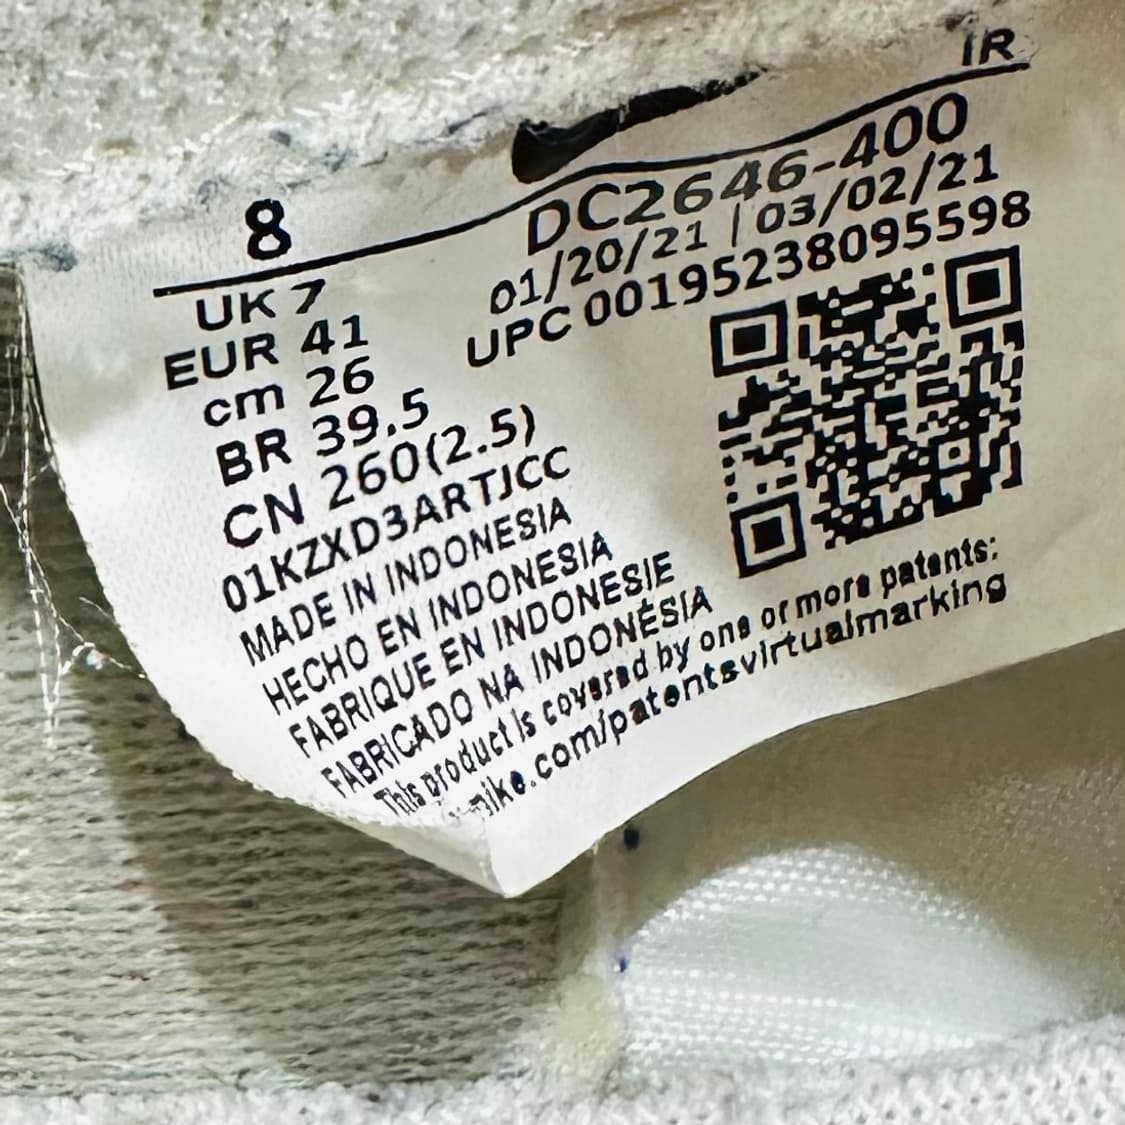 IR
8
DC2646-400
01/20/21 | 03/02/21
UPC 00195238095598
UK 7
EUR 41
cm 26
BR 39.5
CN 260(2.5)
01KZXD3ARTJCC
MADE IN INDONESIA
HECHO EN INDONESIA
FABRIQUE EN INDONESIE
FABRICADO NA INDONÉSIA
This product is covered by one or more patents:
nike.com/patentsvirtualmarking